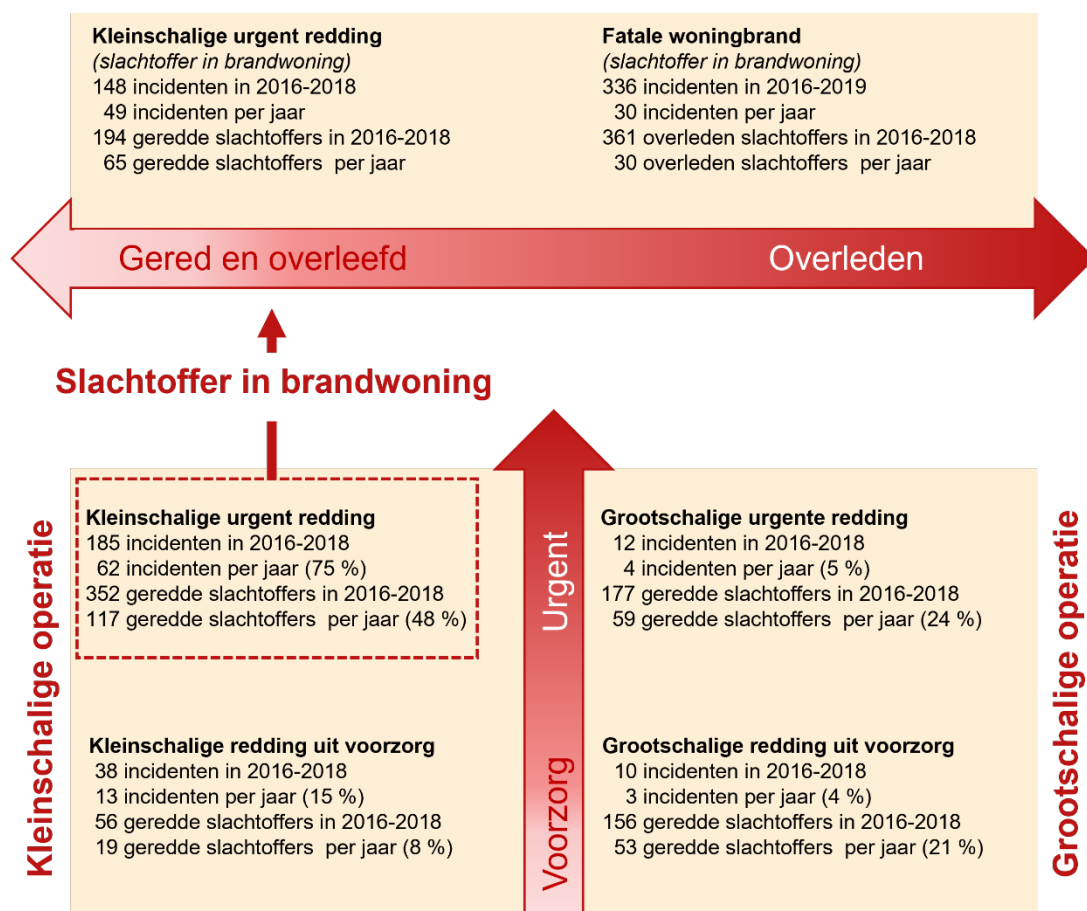 Kleinschalige urgent redding
(slachtoffer in brandwoning)
148 incidenten in 2016-2018
49 incidenten per jaar
194 geredde slachtoffers in 2016-2018
65 geredde slachtoffers per jaar
Fatale woningbrand
(slachtoffer in brandwoning)
336 incidenten in 2016-2019
30 incidenten per jaar
361 overleden slachtoffers in 2016-2018
30 overleden slachtoffers per jaar
Gered en overleefd
Overleden
Slachtoffer in brandwoning
Kleinschalige operatie
Kleinschalige urgent redding
185 incidenten in 2016-2018
62 incidenten per jaar (75 %)
352 geredde slachtoffers in 2016-2018
117 geredde slachtoffers per jaar (48 %)
Urgent
Grootschalige urgente redding
12 incidenten in 2016-2018
4 incidenten per jaar (5 %)
177 geredde slachtoffers in 2016-2018
59 geredde slachtoffers per jaar (24 %)
Grootschalige operatie
Kleinschalige redding uit voorzorg
38 incidenten in 2016-2018
13 incidenten per jaar (15 %)
56 geredde slachtoffers in 2016-2018
19 geredde slachtoffers per jaar (8 %)
Voorzorg
Grootschalige redding uit voorzorg
10 incidenten in 2016-2018
3 incidenten per jaar (4 %)
156 geredde slachtoffers in 2016-2018
53 geredde slachtoffers per jaar (21 %)